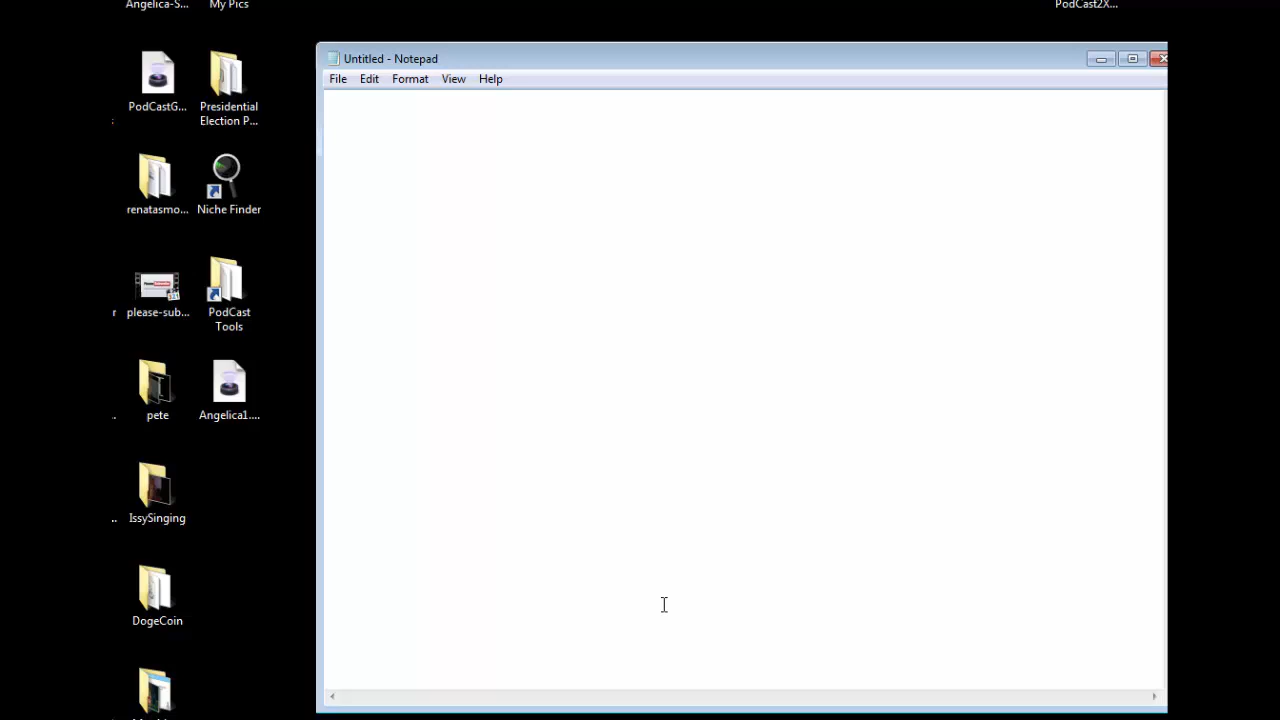 Angelica-S...
My Pics
PodCast2X...
Untitled - Notepad
File Edit Format View Help
PodCastG...
Presidential
Election P...
renatasmo...
Niche Finder
please-sub...
PodCast
Tools
pete
Angelica1....
IssySinging
DogeCoin